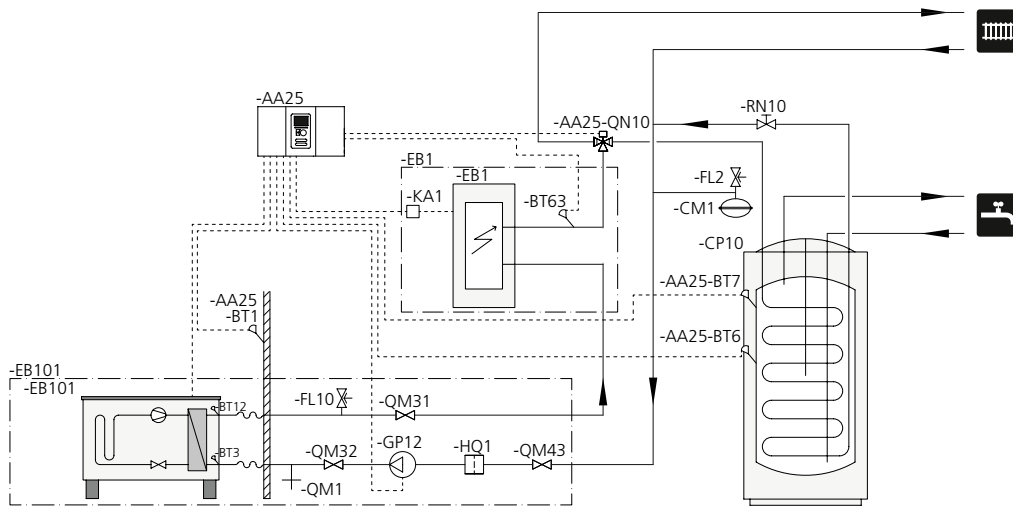 -AA25
-RN10
-AA25-QN10
-EB1
-EB1
-FL2
-KA1
-BT63
-CM1
-CP10
-AA25-BT7
-AA25
-BT1
-AA25-BT6
-EB101
-EB101
-BT12
-FL10
-QM31
-BT3
-QM32
-GP12
-HQ1
-QM43
-QM1